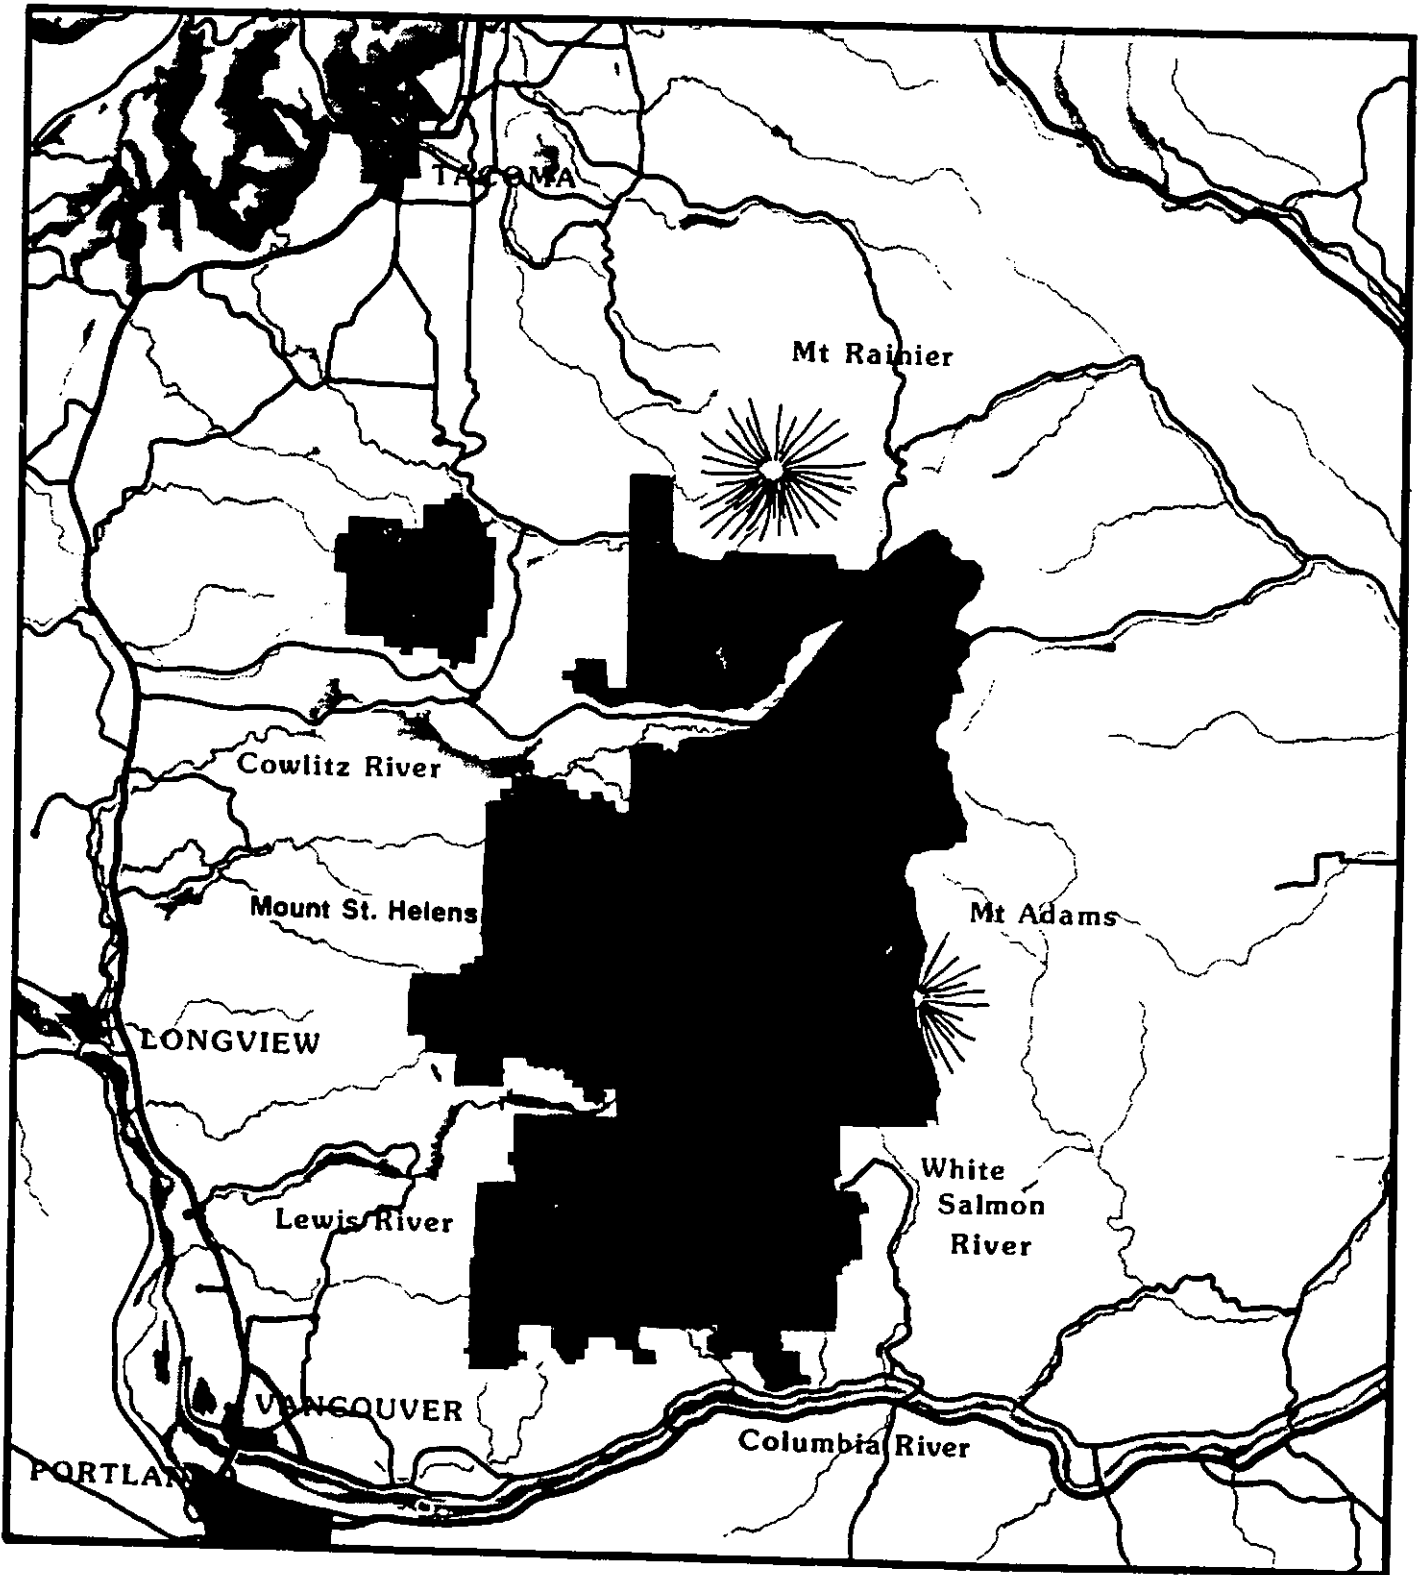 TACOMA
Mt Rainier
Cowlitz River
Mount St. Helens
Mt Adams
LONGVIEW
White
Salmon
River
Lewis River
VANCOUVER
Columbia River
PORTLAND